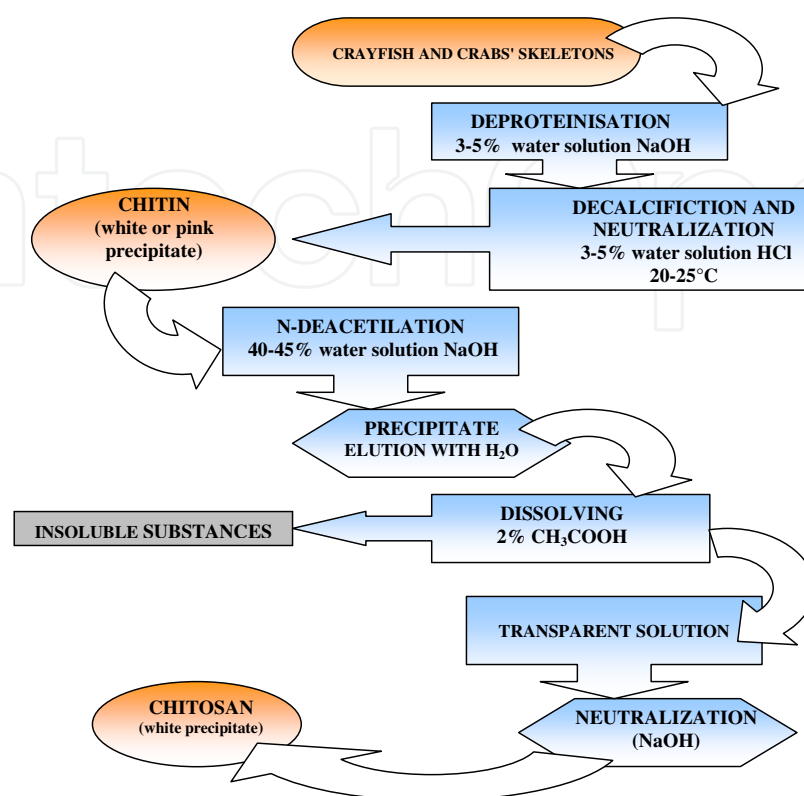 CRAYFISH AND CRABS' SKELETONS
DEPROTEINISATION
3-5% water solution NaOH
DECALCIFICTION AND
NEUTRALIZATION
3-5% water solution HCl
20-25°C
CHITIN
(white or pink
precipitate)
N-DEACETILATION
40-45% water solution NaOH
PRECIPITATE
ELUTION WITH H₂O
DISSOLVING
2% CH₃COOH
INSOLUBLE SUBSTANCES
TRANSPARENT SOLUTION
NEUTRALIZATION
(NaOH)
CHITOSAN
(white precipitate)